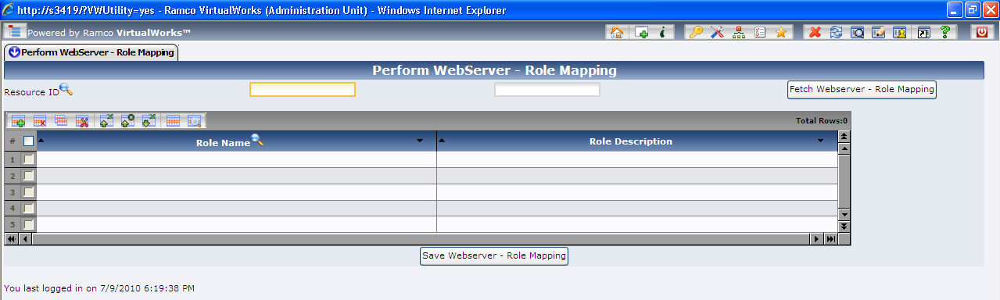 http://s3419/?VWUtility=yes - Ramco VirtualWorks (Administration Unit) - Windows Internet Explorer
Powered by Ramco VirtualWorks™
Perform WebServer - Role Mapping
Perform WebServer - Role Mapping
Resource ID Fetch Webserver - Role Mapping
Total Rows:0
# Role Name Role Description
1
2
3
4
5
Save Webserver - Role Mapping
You last logged in on 7/9/2010 6:19:38 PM